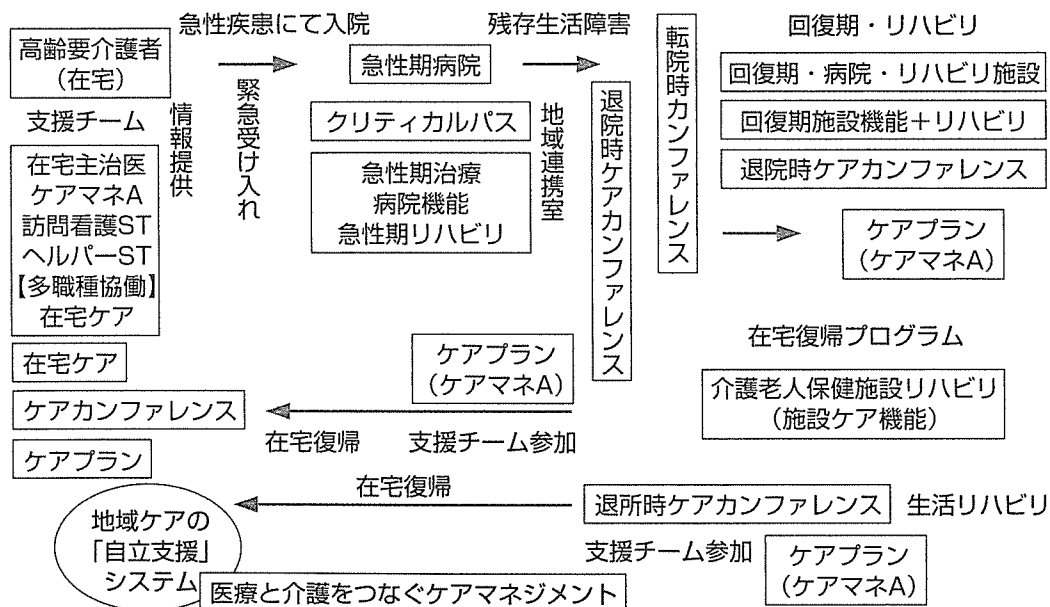 急性疾患にて入院
残存生活障害
回復期・リハビリ
高齢要介護者
(在宅)
急性期病院
転院時カンファレンス
回復期・病院・リハビリ施設
支援チーム
情報提供
緊急受け入れ
クリティカルパス
地域連携室
退院時ケアカンファレンス
回復期施設機能+リハビリ
在宅主治医
ケアマネA
訪問看護ST
ヘルパーST
【多職種協働】
在宅ケア
急性期治療
病院機能
急性期リハビリ
退院時ケアカンファレンス
ケアプラン
(ケアマネA)
在宅復帰プログラム
在宅ケア
ケアプラン
(ケアマネA)
介護老人保健施設リハビリ
(施設ケア機能)
ケアカンファレンス
在宅復帰
支援チーム参加
ケアプラン
在宅復帰
退所時ケアカンファレンス
生活リハビリ
地域ケアの
「自立支援」
システム
支援チーム参加
ケアプラン
(ケアマネA)
医療と介護をつなぐケアマネジメント